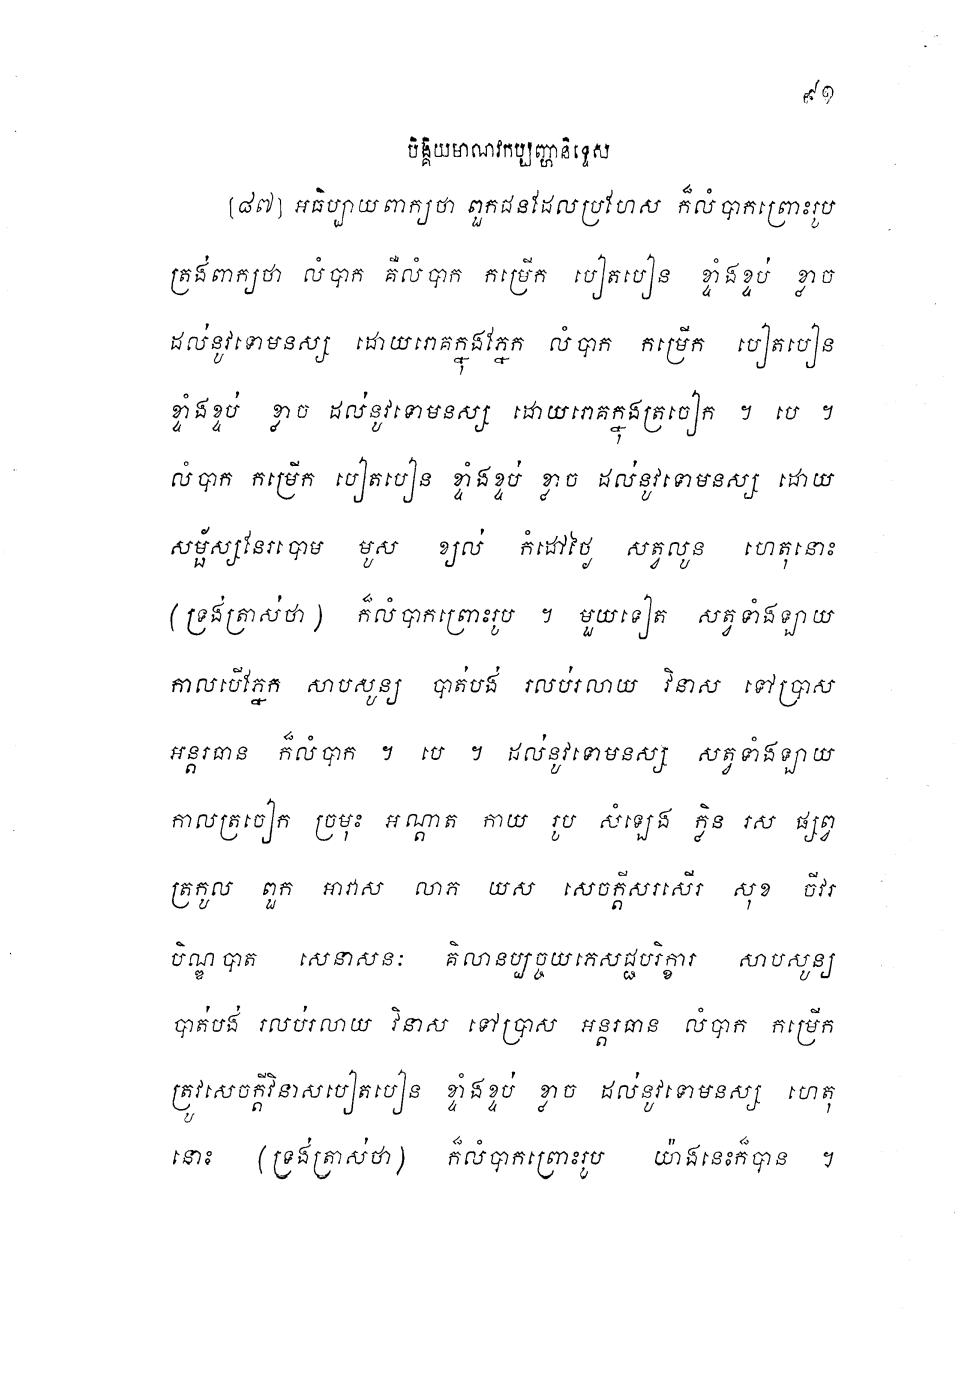 ៩១
បិង្គិយមាណវកប្បញ្ហានិទ្ទេស
[៨៧] អធិប្បាយពាក្យថា ពួកជនដែលប្រហែស ក៏លំបាកព្រោះរូប
ត្រង់ពាក្យថា លំបាក គឺលំបាក កម្រើក បៀតបៀន ខ្ទាំងខ្ទប់ ខ្លាច
ដល់នូវទោមនស្ស ដោយរោគក្នុងភ្នែក លំបាក កម្រើក បៀតបៀន
ខ្ទាំងខ្ទប់ ខ្លាច ដល់នូវទោមនស្ស ដោយរោគក្នុងត្រចៀក ។ បេ ។
លំបាក កម្រើក បៀតបៀន ខ្ទាំងខ្ទប់ ខ្លាច ដល់នូវទោមនស្ស ដោយ
សម្ផ័ស្សនៃរបោម មូស ខ្យល់ កំដៅថ្ងៃ សត្វលូន ហេតុនោះ
(ទ្រង់ត្រាស់ថា) ក៏លំបាកព្រោះរូប ។ មួយទៀត សត្វទាំងឡាយ
កាលបើភ្នែក សាបសូន្យ បាត់បង់ រលប់រលាយ វិនាស ទៅប្រាស
អន្តរធាន ក៏លំបាក ។ បេ ។ ដល់នូវទោមនស្ស សត្វទាំងឡាយ
កាលត្រចៀក ច្រមុះ អណ្តាត កាយ រូប សំឡេង ក្លិន រស ផ្សព្វ
ត្រកូល ពួក អាវាស លាភ យស សេចក្តីសរសើរ សុខ ចីវរ
បិណ្ឌបាត សេនាសនៈ គិលានប្បច្ចយភេសជ្ជបរិក្ខារ សាបសូន្យ
បាត់បង់ រលប់រលាយ វិនាស ទៅប្រាស អន្តរធាន លំបាក កម្រើក
ត្រូវសេចក្តីវិនាសបៀតបៀន ខ្ទាំងខ្ទប់ ខ្លាច ដល់នូវទោមនស្ស ហេតុ
នោះ (ទ្រង់ត្រាស់ថា) ក៏លំបាកព្រោះរូប យ៉ាងនេះក៏បាន ។